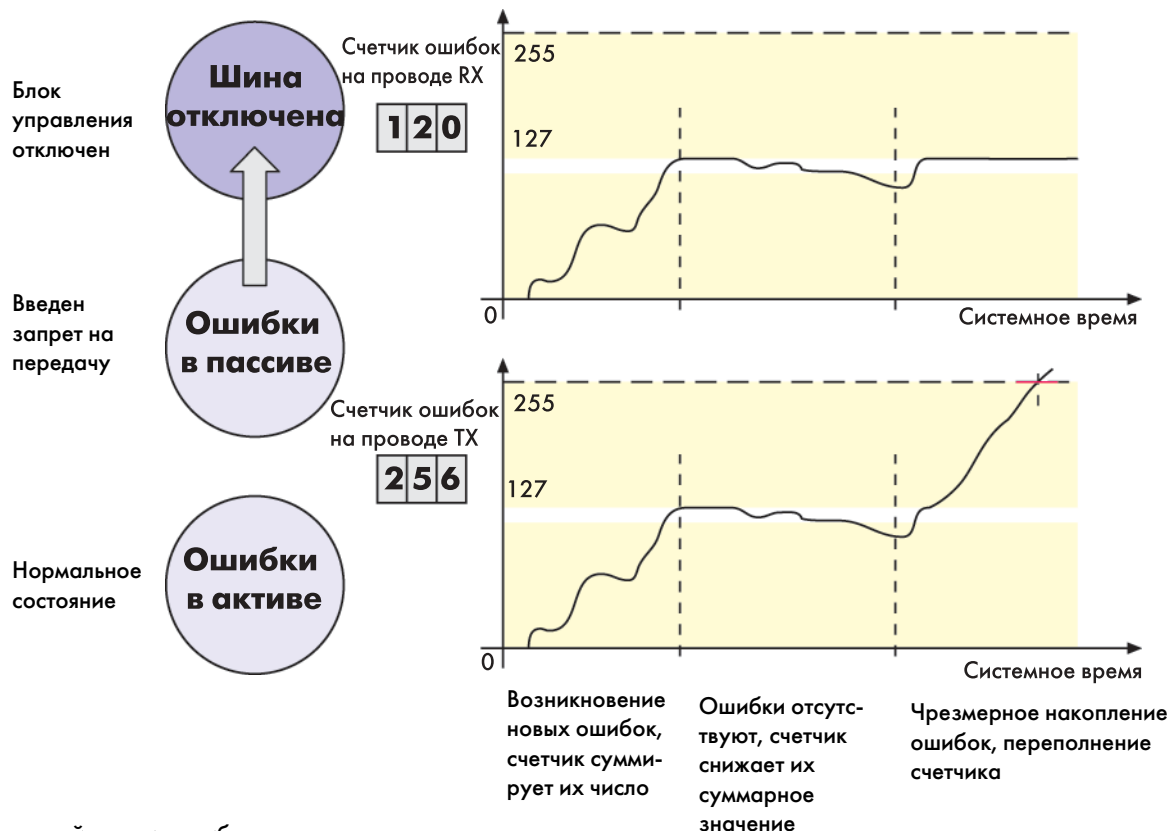 Блок
управления
отключен
Шина
отключена
Счетчик ошибок
на проводе RX
120
255
127
0
Системное время
Введен
запрет на
передачу
Ошибки
в пассиве
Счетчик ошибок
на проводе TX
256
255
127
0
Системное время
Нормальное
состояние
Ошибки
в активе
Возникновение
новых ошибок,
счетчик сумми-
рует их число
Ошибки отсутс-
твуют, счетчик
снижает их
суммарное
значение
Чрезмерное накопление
ошибок, переполнение
счетчика